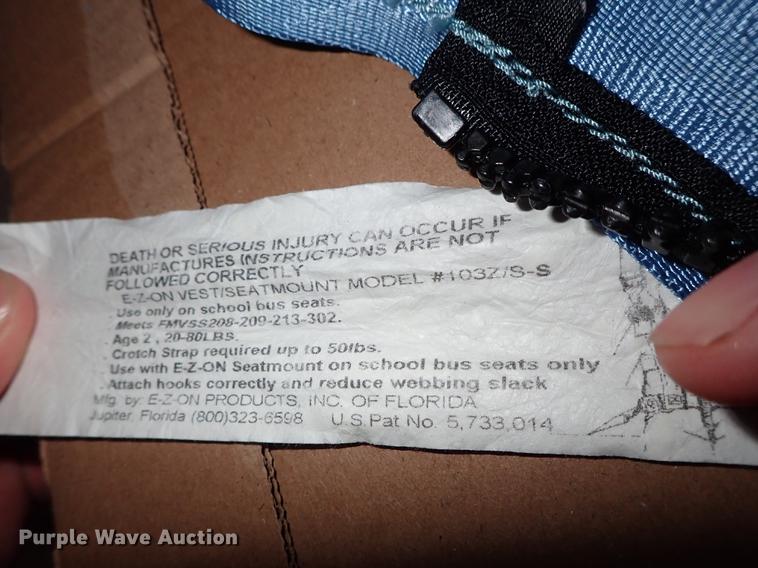 DEATH OR SERIOUS INJURY CAN OCCUR IF
MANUFACTURES INSTRUCTIONS ARE NOT
FOLLOWED CORRECTLY
E-Z-ON VEST/SEATMOUNT MODEL #103Z/S-S
. Use only on school bus seats.
. Meets FMVSS208-209-213-302.
. Age 2 , 20-80LBS.
. Crotch Strap required up to 50lbs.
. Use with E-Z-ON Seatmount on school bus seats only
. Attach hooks correctly and reduce webbing slack
Mfg. by: E-Z-ON PRODUCTS, INC. OF FLORIDA
Jupiter, Florida (800)323-6598 U.S.Pat No. 5,733,014
Purple Wave Auction